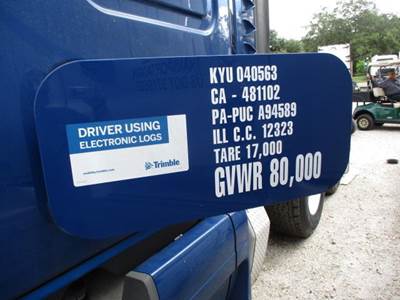 KYU 040563
CA - 481102
PA-PUC A94589
ILL C.C. 12323
TARE 17,000
GVWR 80,000
DRIVER USING
ELECTRONIC LOGS
Trimble